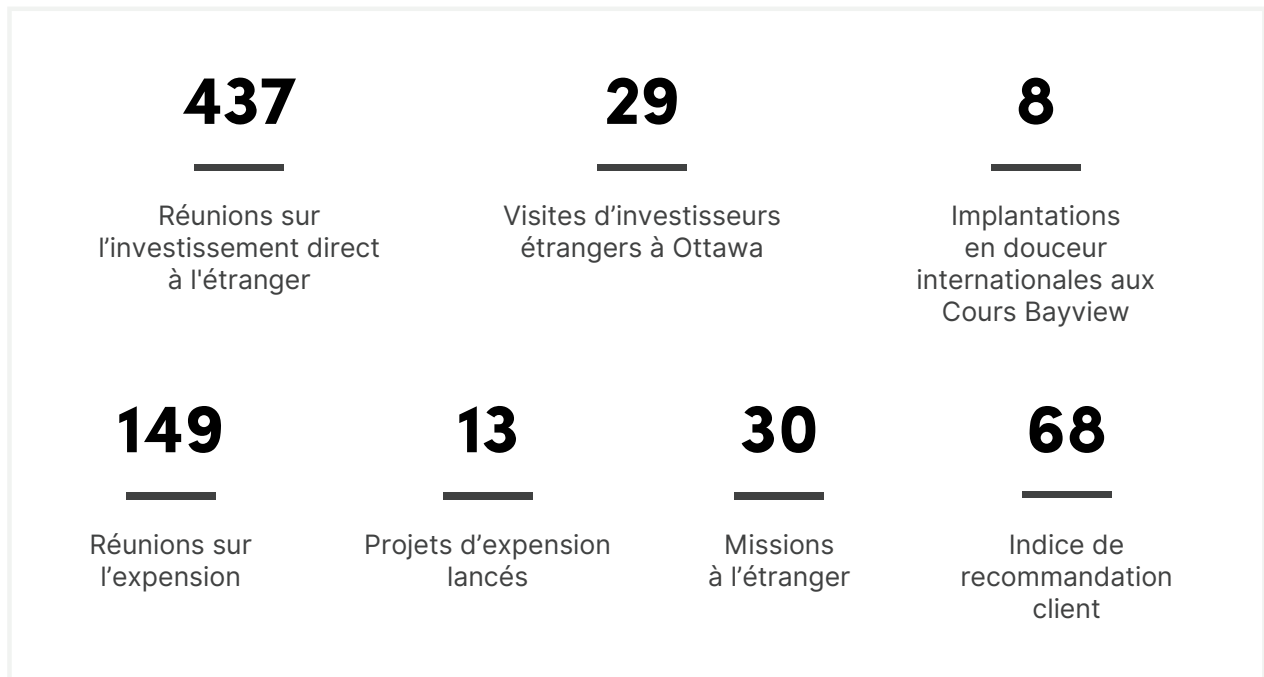 437
Réunions sur
l’investissement direct
à l'étranger
29
Visites d’investisseurs
étrangers à Ottawa
8
Implantations
en douceur
internationales aux
Cours Bayview
149
Réunions sur
l’expension
13
Projets d’expension
lancés
30
Missions
à l’étranger
68
Indice de
recommandation
client